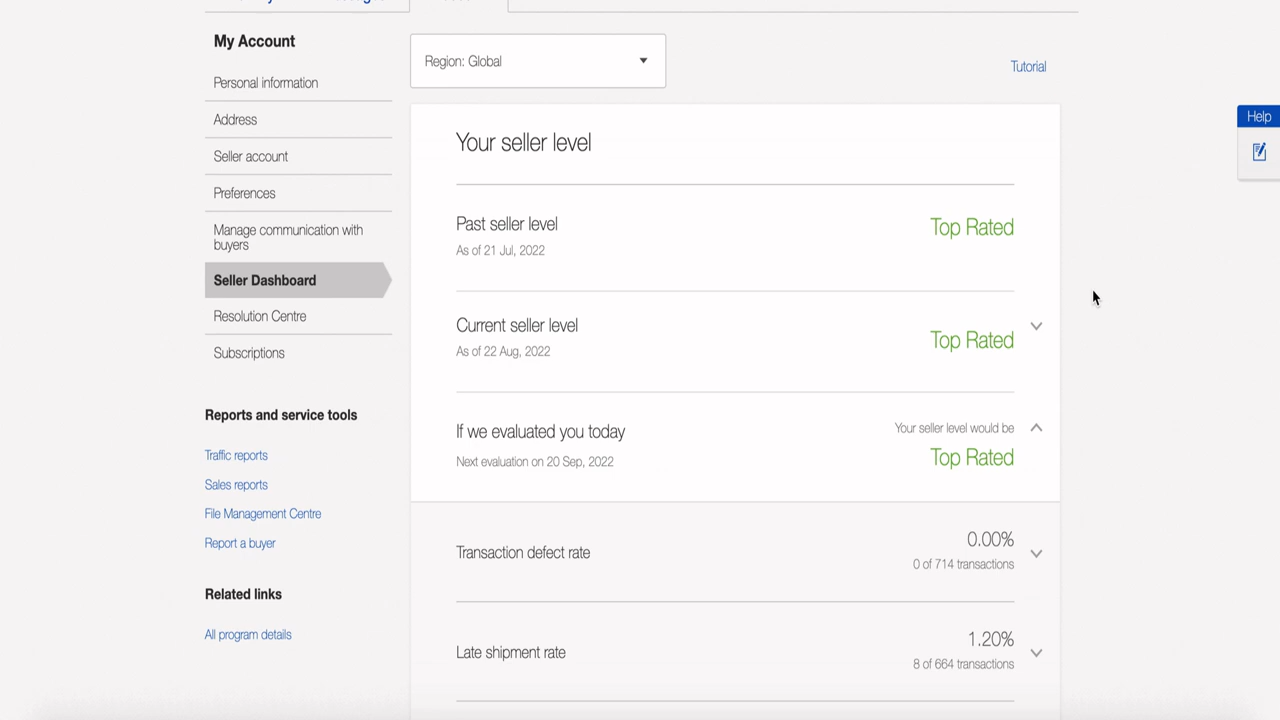 My Account
Personal information
Address
Seller account
Preferences
Manage communication with
buyers
Seller Dashboard
Resolution Centre
Subscriptions
Reports and service tools
Traffic reports
Sales reports
File Management Centre
Report a buyer
Related links
All program details
Region: Global
Tutorial
Your seller level
Past seller level
As of 21 Jul, 2022
Top Rated
Current seller level
As of 22 Aug, 2022
Top Rated
If we evaluated you today
Next evaluation on 20 Sep, 2022
Your seller level would be
Top Rated
Transaction defect rate
0.00%
0 of 714 transactions
Late shipment rate
1.20%
8 of 664 transactions
Help